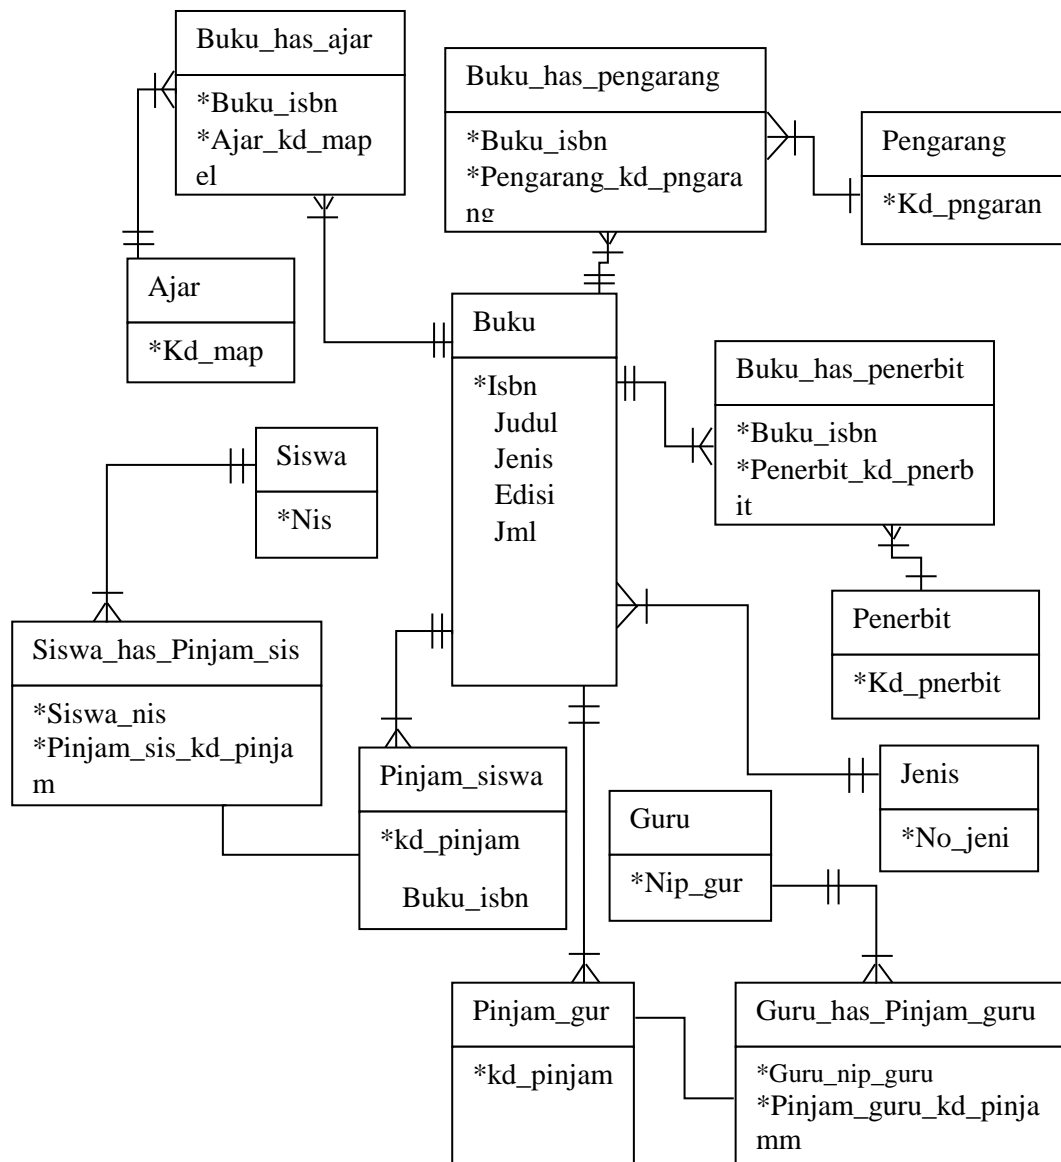 Buku_has_ajar
*Buku_isbn
*Ajar_kd_map
el
Buku_has_pengarang
*Buku_isbn
*Pengarang_kd_pngara
ng
Pengarang
*Kd_pngaran
Ajar
*Kd_map
Buku
*Isbn
Judul
Jenis
Edisi
Jml
Buku_has_penerbit
*Buku_isbn
*Penerbit_kd_pnerb
it
Siswa
*Nis
Penerbit
*Kd_pnerbit
Siswa_has_Pinjam_sis
*Siswa_nis
*Pinjam_sis_kd_pinja
m
Pinjam_siswa
*kd_pinjam
Buku_isbn
Jenis
*No_jeni
Guru
*Nip_gur
Pinjam_gur
*kd_pinjam
Guru_has_Pinjam_guru
*Guru_nip_guru
*Pinjam_guru_kd_pinja
mm